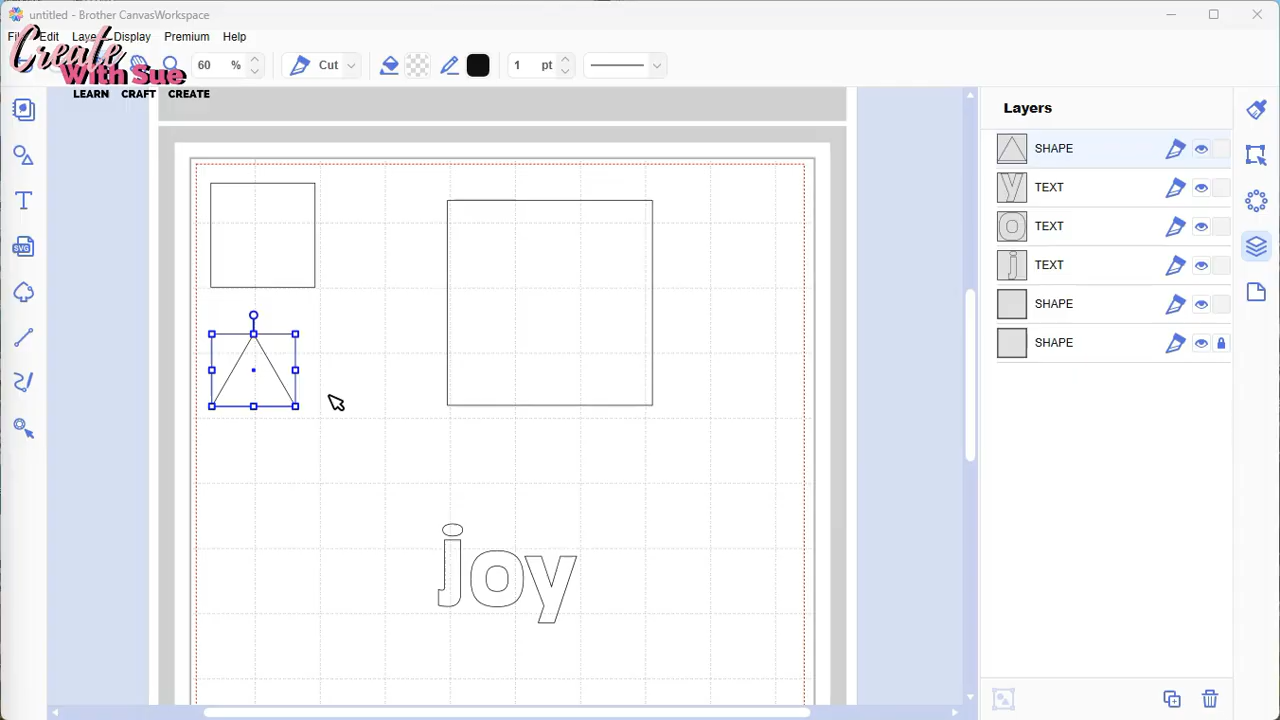 untitled - Brother CanvasWorkspace
Edit Display Premium Help
Create
With Sue
LEARN CRAFT CREATE
60 % Cut 1 pt
T
SVG
Layers
SHAPE
TEXT
TEXT
TEXT
SHAPE
SHAPE
joy